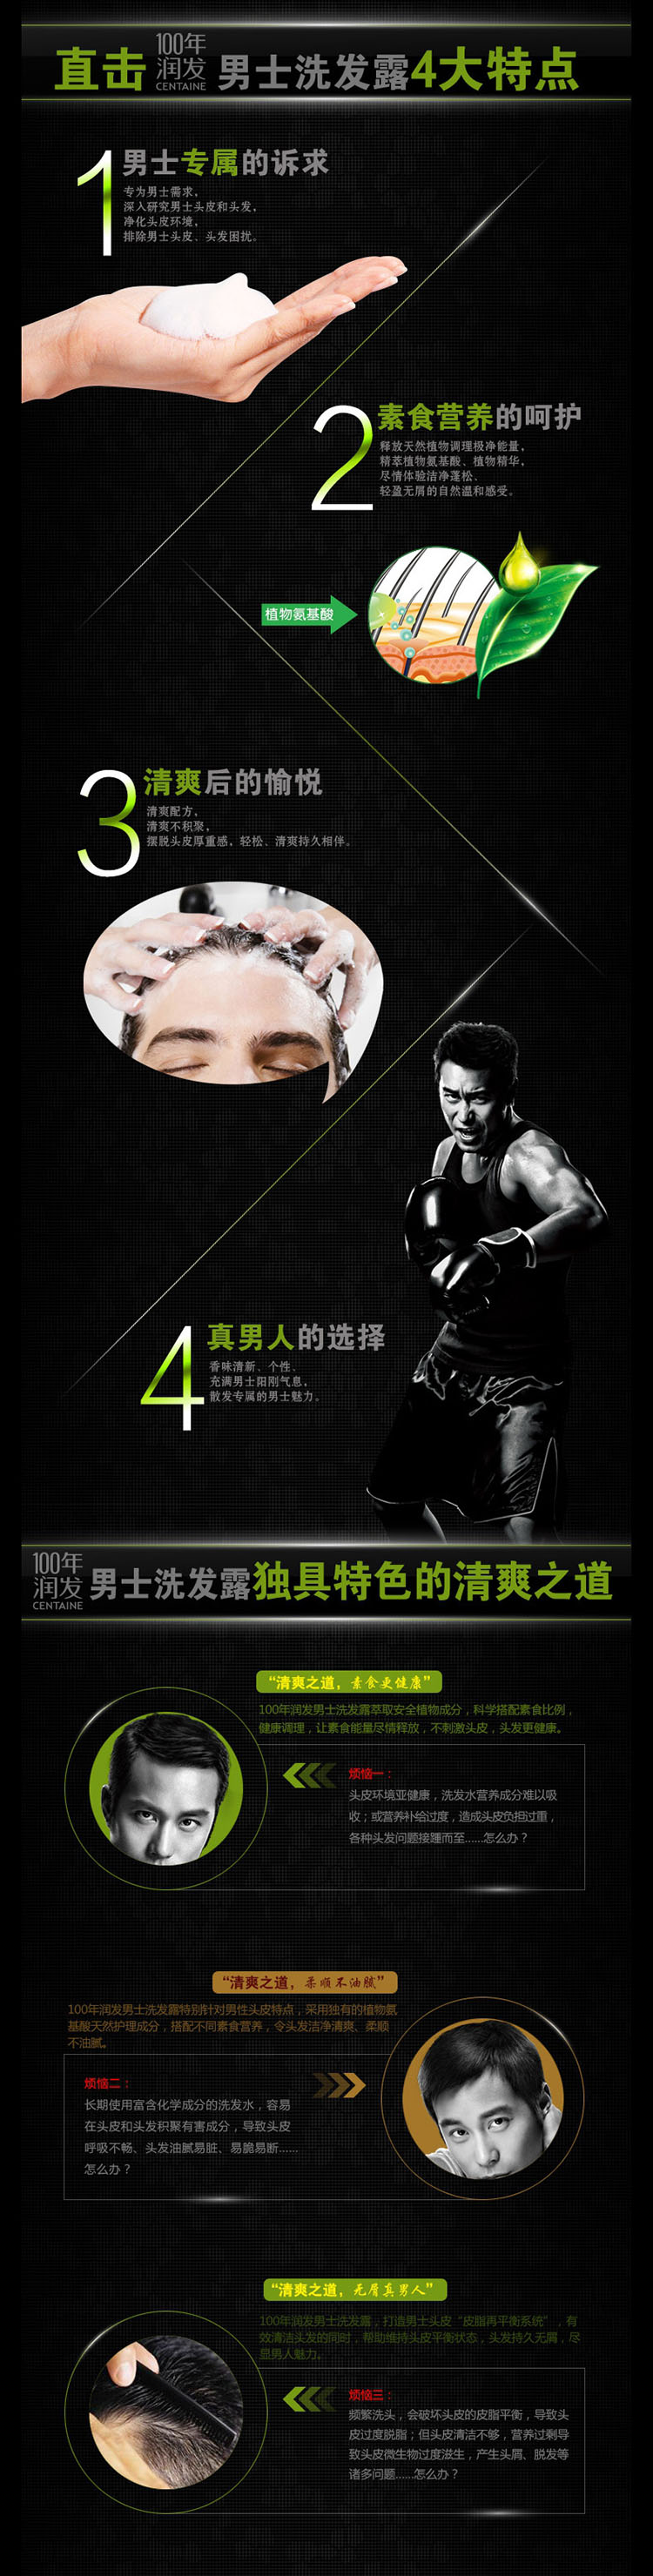 直击 100年润发 CENTAINE 男士洗发露4大特点
1 男士专属的诉求
专为男士需求，
深入研究男士头皮和头发，
净化头皮环境，
排除男士头皮、头发困扰。
2 素食营养的呵护
释放天然植物调理极净能量，
精萃植物氨基酸、植物精华，
尽情体验洁净蓬松、
轻盈无屑的自然温和感受。
植物氨基酸
3 清爽后的愉悦
清爽配方，
清爽不积聚，
摆脱头皮厚重感，轻松、清爽持久相伴。
4 真男人的选择
香味清新、个性、
充满男士阳刚气息，
散发专属的男士魅力。
100年润发 CENTAINE 男士洗发露独具特色的清爽之道
“清爽之道，素食更健康”
100年润发男士洗发露萃取安全植物成分，科学搭配素食比例，
健康调理，让素食能量尽情释放，不刺激头皮，头发更健康。
烦恼一：
头皮环境亚健康，洗发水营养成分难以吸
收；或营养补给过度，造成头皮负担过重，
各种头发问题接踵而至......怎么办？
“清爽之道，柔顺不油腻”
100年润发男士洗发露特别针对男性头皮特点，采用独有的植物氨
基酸天然护理成分，搭配不同素食营养，令头发洁净清爽、柔顺
不油腻。
烦恼二：
长期使用富含化学成分的洗发水，容易
在头皮和头发积聚有害成分，导致头皮
呼吸不畅、头发油腻易脏、易脆易断......
怎么办？
“清爽之道，无屑真男人”
100年润发男士洗发露，打造男士头皮“皮脂再平衡系统”，有
效清洁头发的同时，帮助维持头皮平衡状态，头发持久无屑，尽
显男人魅力。
烦恼三：
频繁洗头，会破坏头皮的皮脂平衡，导致头
皮过度脱脂；但头皮清洁不够，营养过剩导
致头皮微生物过度滋生，产生头屑、脱发等
诸多问题......怎么办？